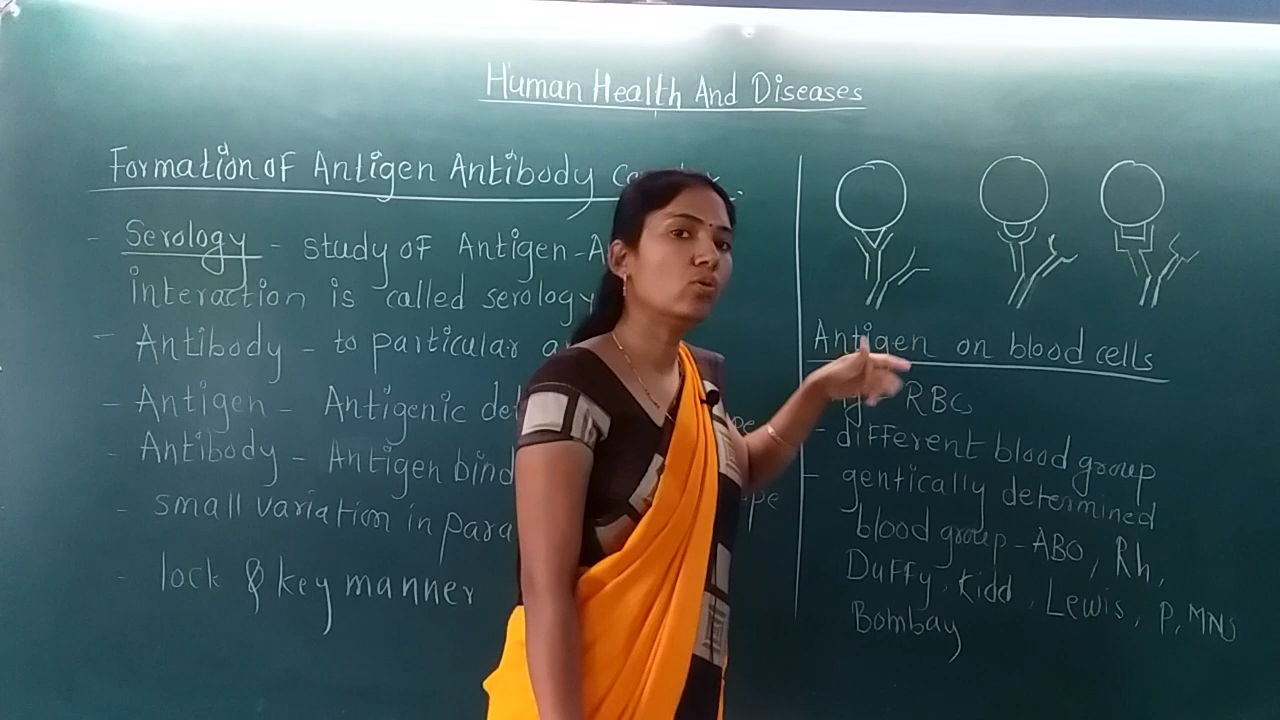 Human Health And Diseases
Formation of Antigen Antibody
- Serology - study of Antigen-A
interaction is called serology
- Antibody - to particular a
- Antigen - Antigenic det
- Antibody - Antigen bind
- small variation in para
- lock & key manner
Antigen on blood cells
RBC
- different blood group
- gentically determined
blood group - ABO, Rh,
Duffy, Kidd, Lewis, P, MNS
Bombay